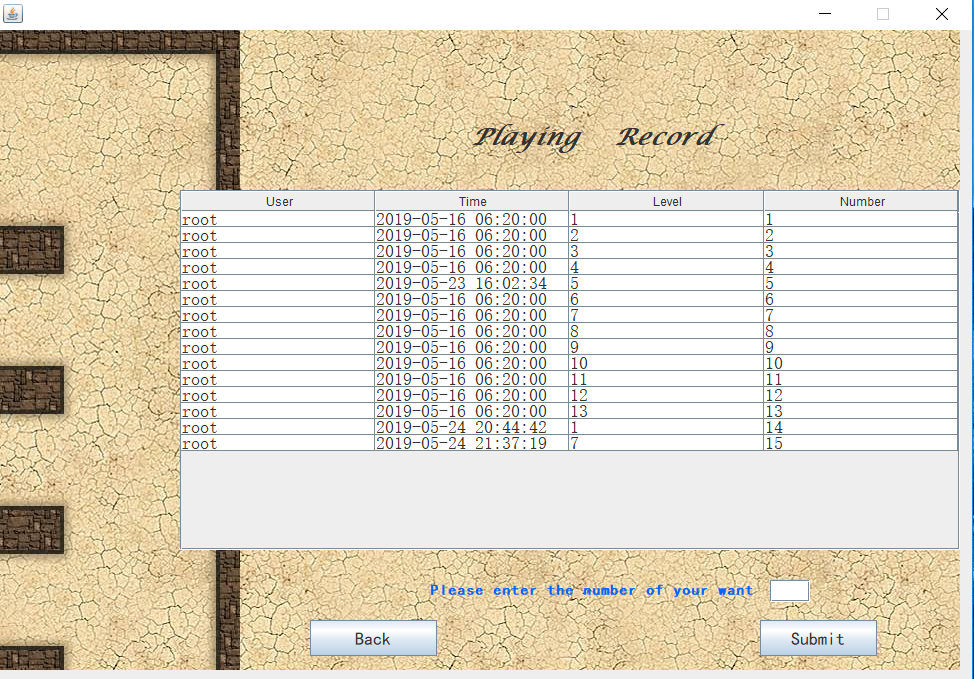 Playing Record
User Time Level Number
root 2019-05-16 06:20:00 1 1
root 2019-05-16 06:20:00 2 2
root 2019-05-16 06:20:00 3 3
root 2019-05-16 06:20:00 4 4
root 2019-05-23 16:02:34 5 5
root 2019-05-16 06:20:00 6 6
root 2019-05-16 06:20:00 7 7
root 2019-05-16 06:20:00 8 8
root 2019-05-16 06:20:00 9 9
root 2019-05-16 06:20:00 10 10
root 2019-05-16 06:20:00 11 11
root 2019-05-16 06:20:00 12 12
root 2019-05-16 06:20:00 13 13
root 2019-05-24 20:44:42 1 14
root 2019-05-24 21:37:19 7 15
Please enter the number of your want
Back Submit